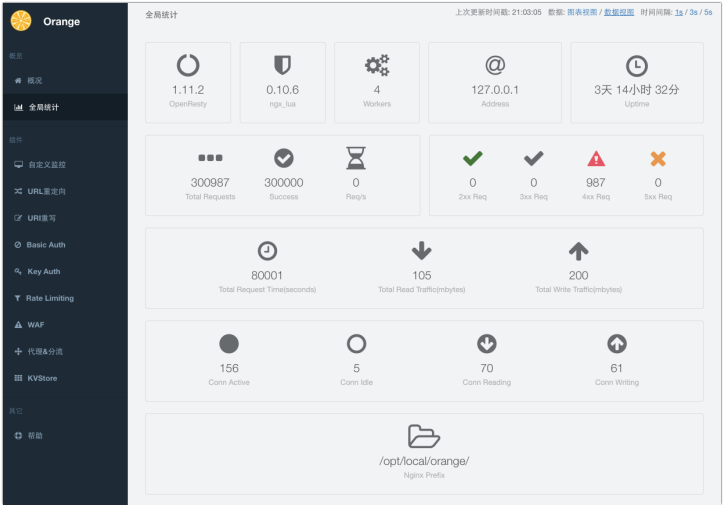 Orange
概览
概况
全局统计
插件
自定义监控
URL重定向
URI重写
Basic Auth
Key Auth
Rate Limiting
WAF
代理&分流
KVStore
其它
帮助
全局统计
上次更新时间戳: 21:03:05 数据: 图表视图 / 数据视图 时间间隔: 1s / 3s / 5s
1.11.2
OpenResty
0.10.6
ngx_lua
4
Workers
@
127.0.0.1
Address
3天 14小时 32分
Uptime
300987
Total Requests
300000
Success
0
Req/s
0
2xx Req
0
3xx Req
987
4xx Req
0
5xx Req
80001
Total Request Time(seconds)
105
Total Read Traffic(mbytes)
200
Total Write Traffic(mbytes)
156
Conn Active
5
Conn Idle
70
Conn Reading
61
Conn Writing
/opt/local/orange/
Nginx Prefix